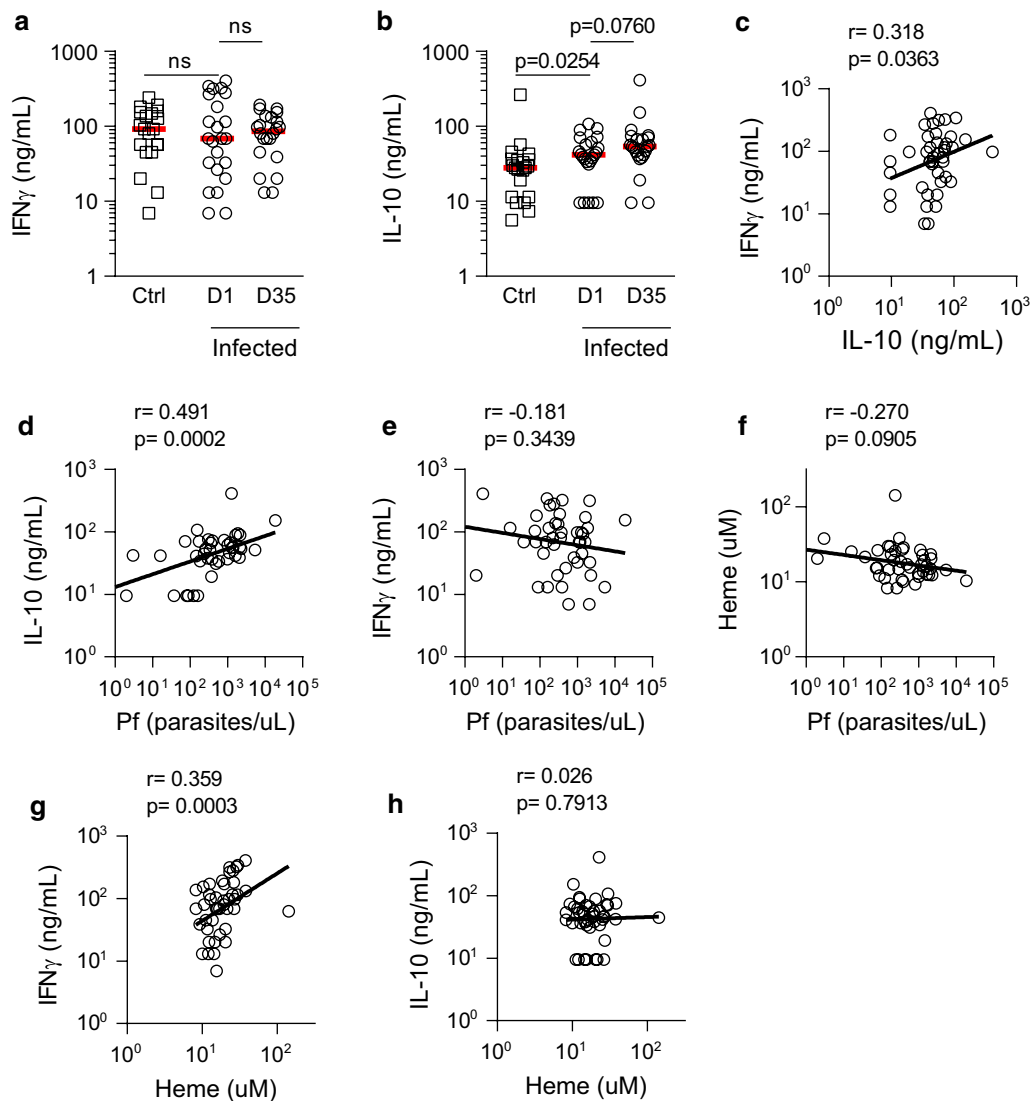 a
ns
ns
1000
100
10
1
IFNγ (ng/mL)
Ctrl
D1
D35
Infected
b
p=0.0760
p=0.0254
1000
100
10
1
IL-10 (ng/mL)
Ctrl
D1
D35
Infected
c
r= 0.318
p= 0.0363
10³
10²
10¹
10⁰
IFNγ (ng/mL)
10⁰ 10¹ 10² 10³
IL-10 (ng/mL)
d
r= 0.491
p= 0.0002
10³
10²
10¹
10⁰
IL-10 (ng/mL)
10⁰ 10¹ 10² 10³ 10⁴ 10⁵
Pf (parasites/uL)
e
r= -0.181
p= 0.3439
10³
10²
10¹
10⁰
IFNγ (ng/mL)
10⁰ 10¹ 10² 10³ 10⁴ 10⁵
Pf (parasites/uL)
f
r= -0.270
p= 0.0905
10²
10¹
10⁰
Heme (uM)
10⁰ 10¹ 10² 10³ 10⁴ 10⁵
Pf (parasites/uL)
g
r= 0.359
p= 0.0003
10³
10²
10¹
10⁰
IFNγ (ng/mL)
10⁰ 10¹ 10²
Heme (uM)
h
r= 0.026
p= 0.7913
10³
10²
10¹
10⁰
IL-10 (ng/mL)
10⁰ 10¹ 10²
Heme (uM)